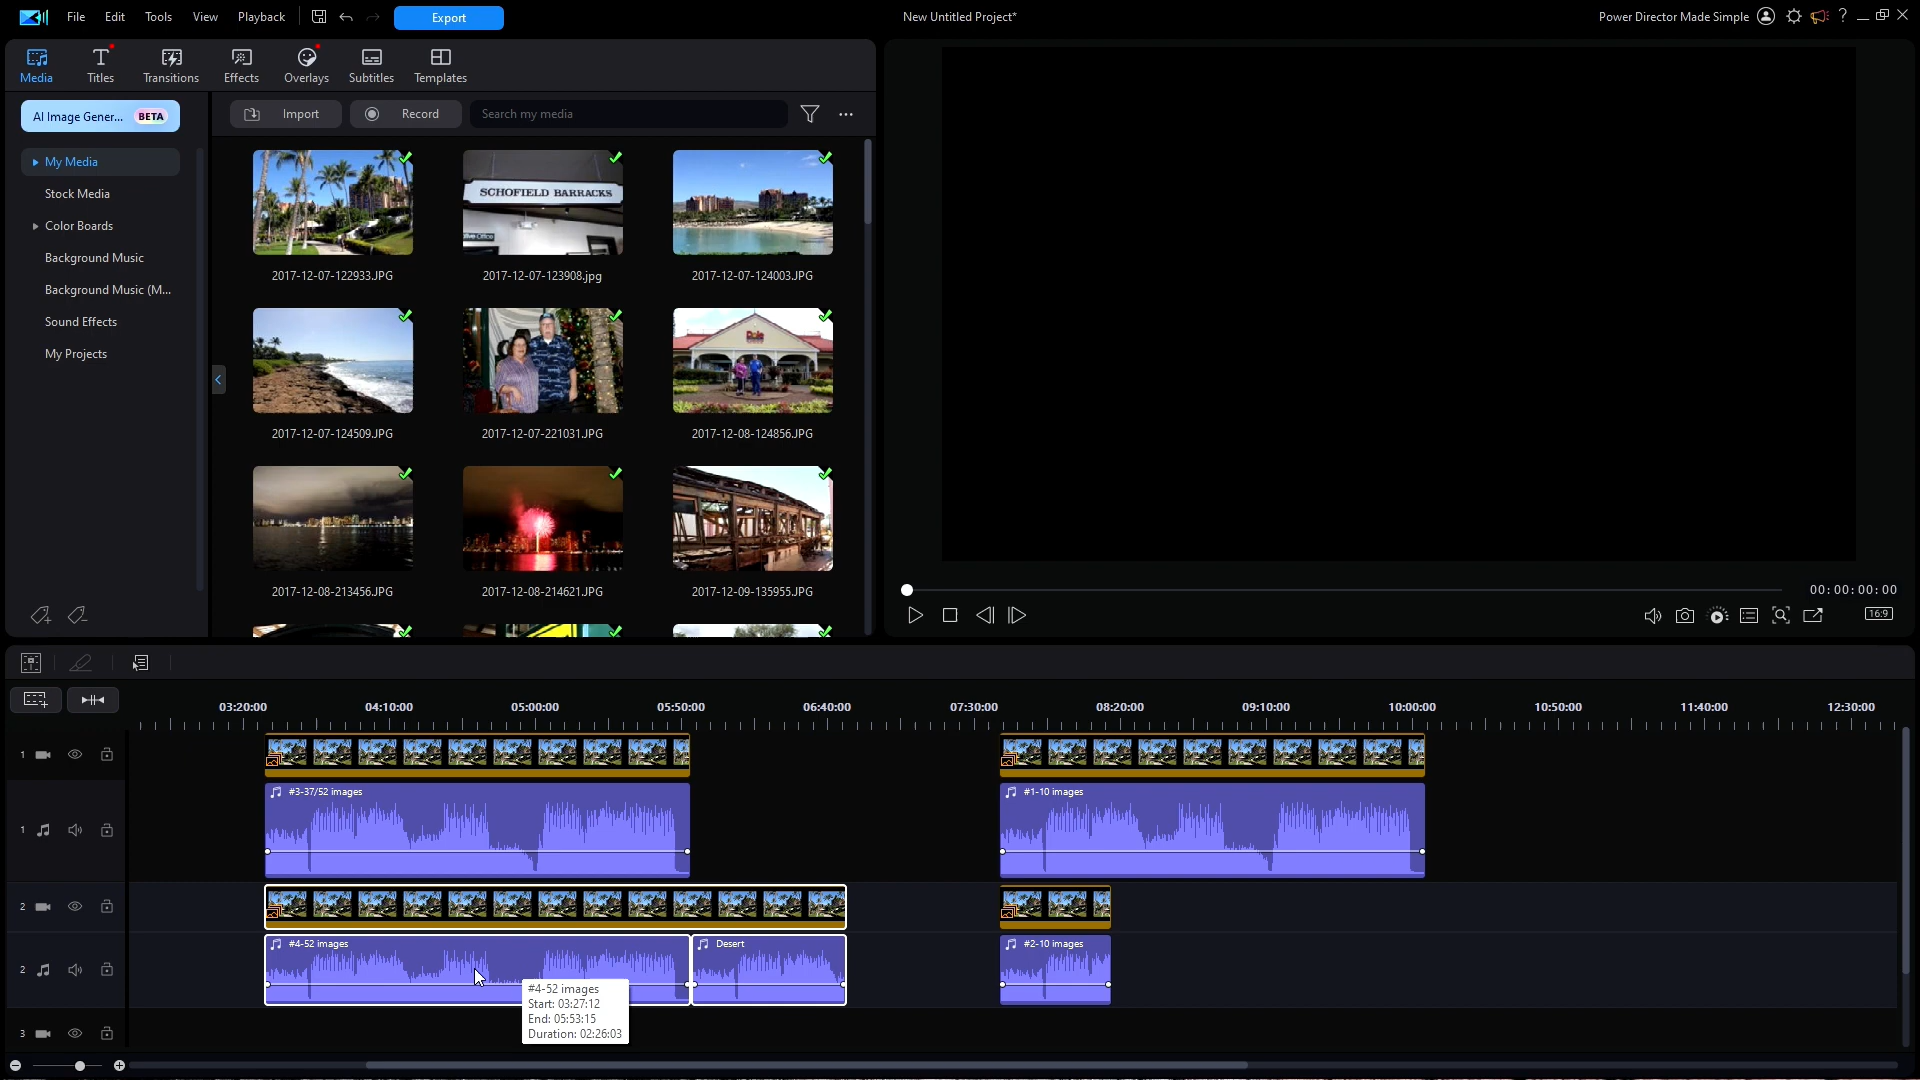 File Edit Tools View Playback Export New Untitled Project* Power Director Made Simple ?
Media Titles Transitions Effects Overlays Subtitles Templates
AI Image Gener... BETA
Import Record Search my media ...
My Media
Stock Media
Color Boards
Background Music
Background Music (M...
Sound Effects
My Projects
SCHOFIELD BARRACKS
2017-12-07-122933.JPG 2017-12-07-123908.jpg 2017-12-07-124003.JPG
Dole
2017-12-07-124509.JPG 2017-12-07-221031.JPG 2017-12-08-124856.JPG
2017-12-08-213456.JPG 2017-12-08-214621.JPG 2017-12-09-135955.JPG
00:00:00:00
16:9
03:20:00 04:10:00 05:00:00 05:50:00 06:40:00 07:30:00 08:20:00 09:10:00 10:00:00 10:50:00 11:40:00 12:30:00
1
1 #3-37/52 images #1-10 images
2
2 #4-52 images Desert #2-10 images
#4-52 images
Start: 03:27:12
End: 05:53:15
Duration: 02:26:03
3